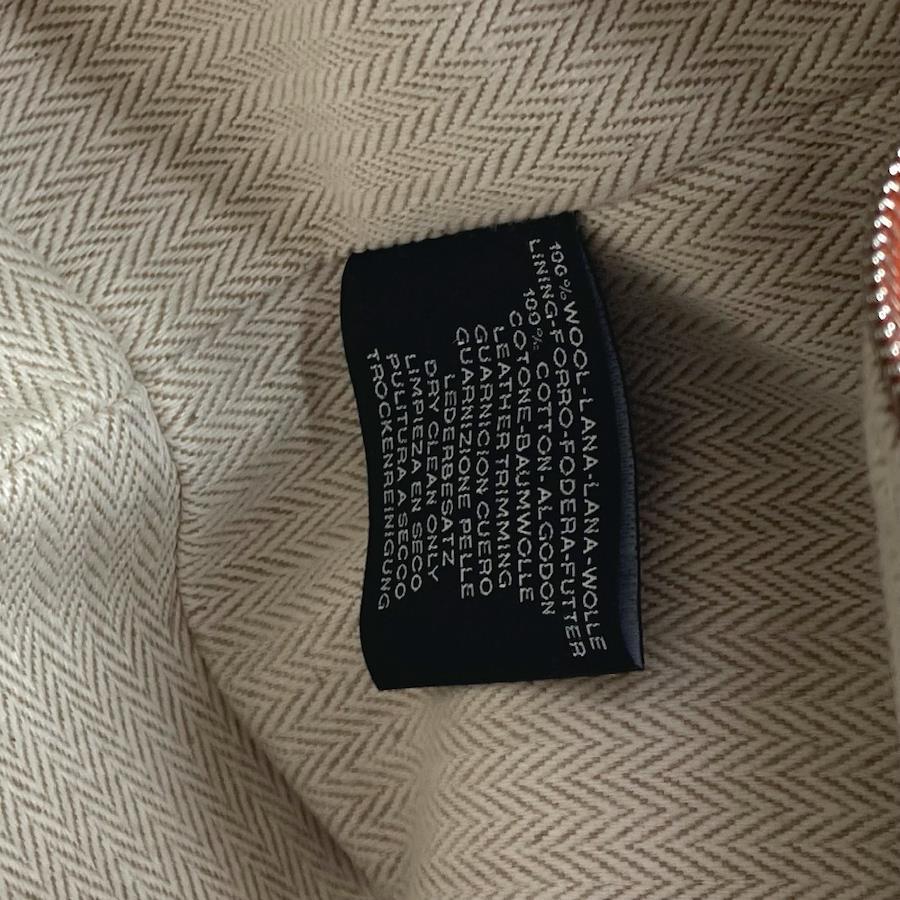 100% WOOL-LANA-LANA-WOLLE
LINING-FORRO-FODERA-FUTTER
100% COTTON-ALGODON
COTONE-BAUMWOLLE
LEATHER TRIMMING
GUARNICION CUERO
GUARNIZIONE PELLE
LEDERBESATZ
DRY CLEAN ONLY
LIMPIEZA EN SECO
PULITURA A SECCO
TROCKENREINIGUNG